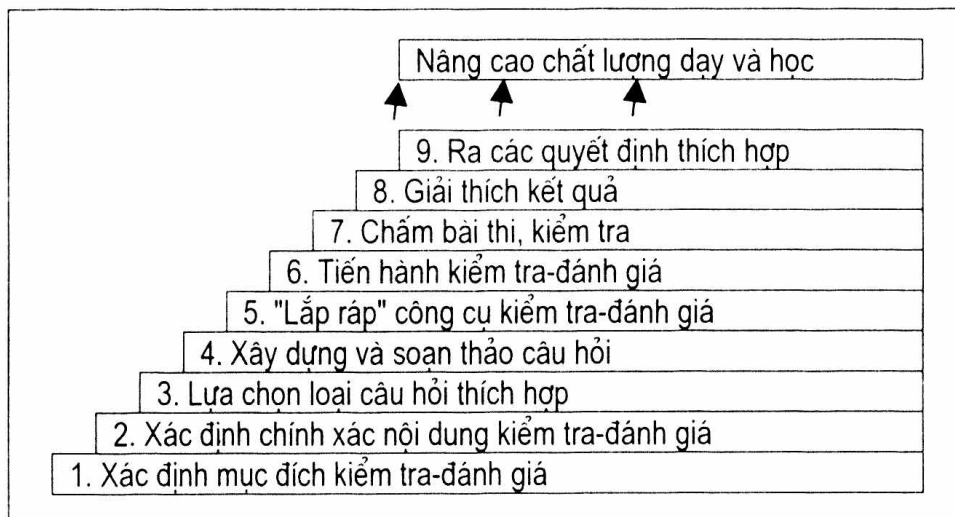 Nâng cao chất lượng dạy và học
9. Ra các quyết định thích hợp
8. Giải thích kết quả
7. Chấm bài thi, kiểm tra
6. Tiến hành kiểm tra-đánh giá
5. "Lắp ráp" công cụ kiểm tra-đánh giá
4. Xây dựng và soạn thảo câu hỏi
3. Lựa chọn loại câu hỏi thích hợp
2. Xác định chính xác nội dung kiểm tra-đánh giá
1. Xác định mục đích kiểm tra-đánh giá